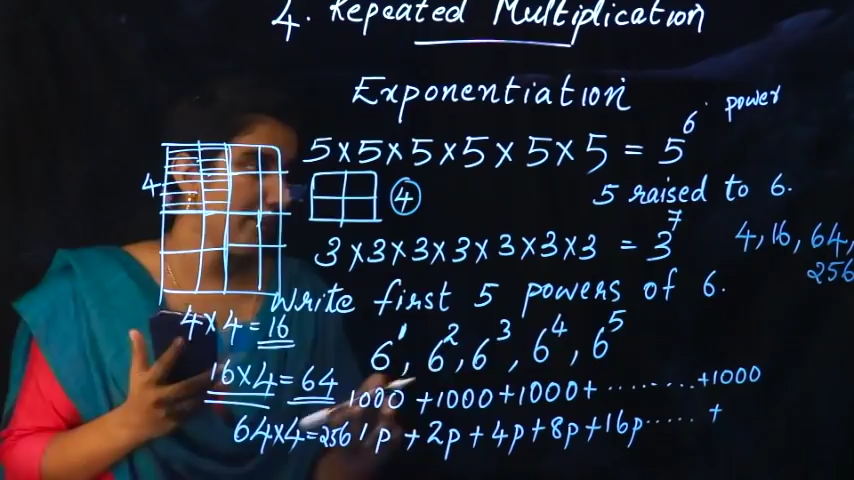 4. Repeated Multiplication
Exponentiation
5×5×5×5×5×5 = 5⁶ power
4
④
5 raised to 6.
3×3×3×3×3×3×3 = 3⁷
4, 16, 64,
256
Write first 5 powers of 6.
4×4=16
6¹, 6², 6³, 6⁴, 6⁵
16×4=64
1000 +1000 +1000+ ......... +1000
64×4=256
1p + 2p + 4p + 8p + 16p ...... +